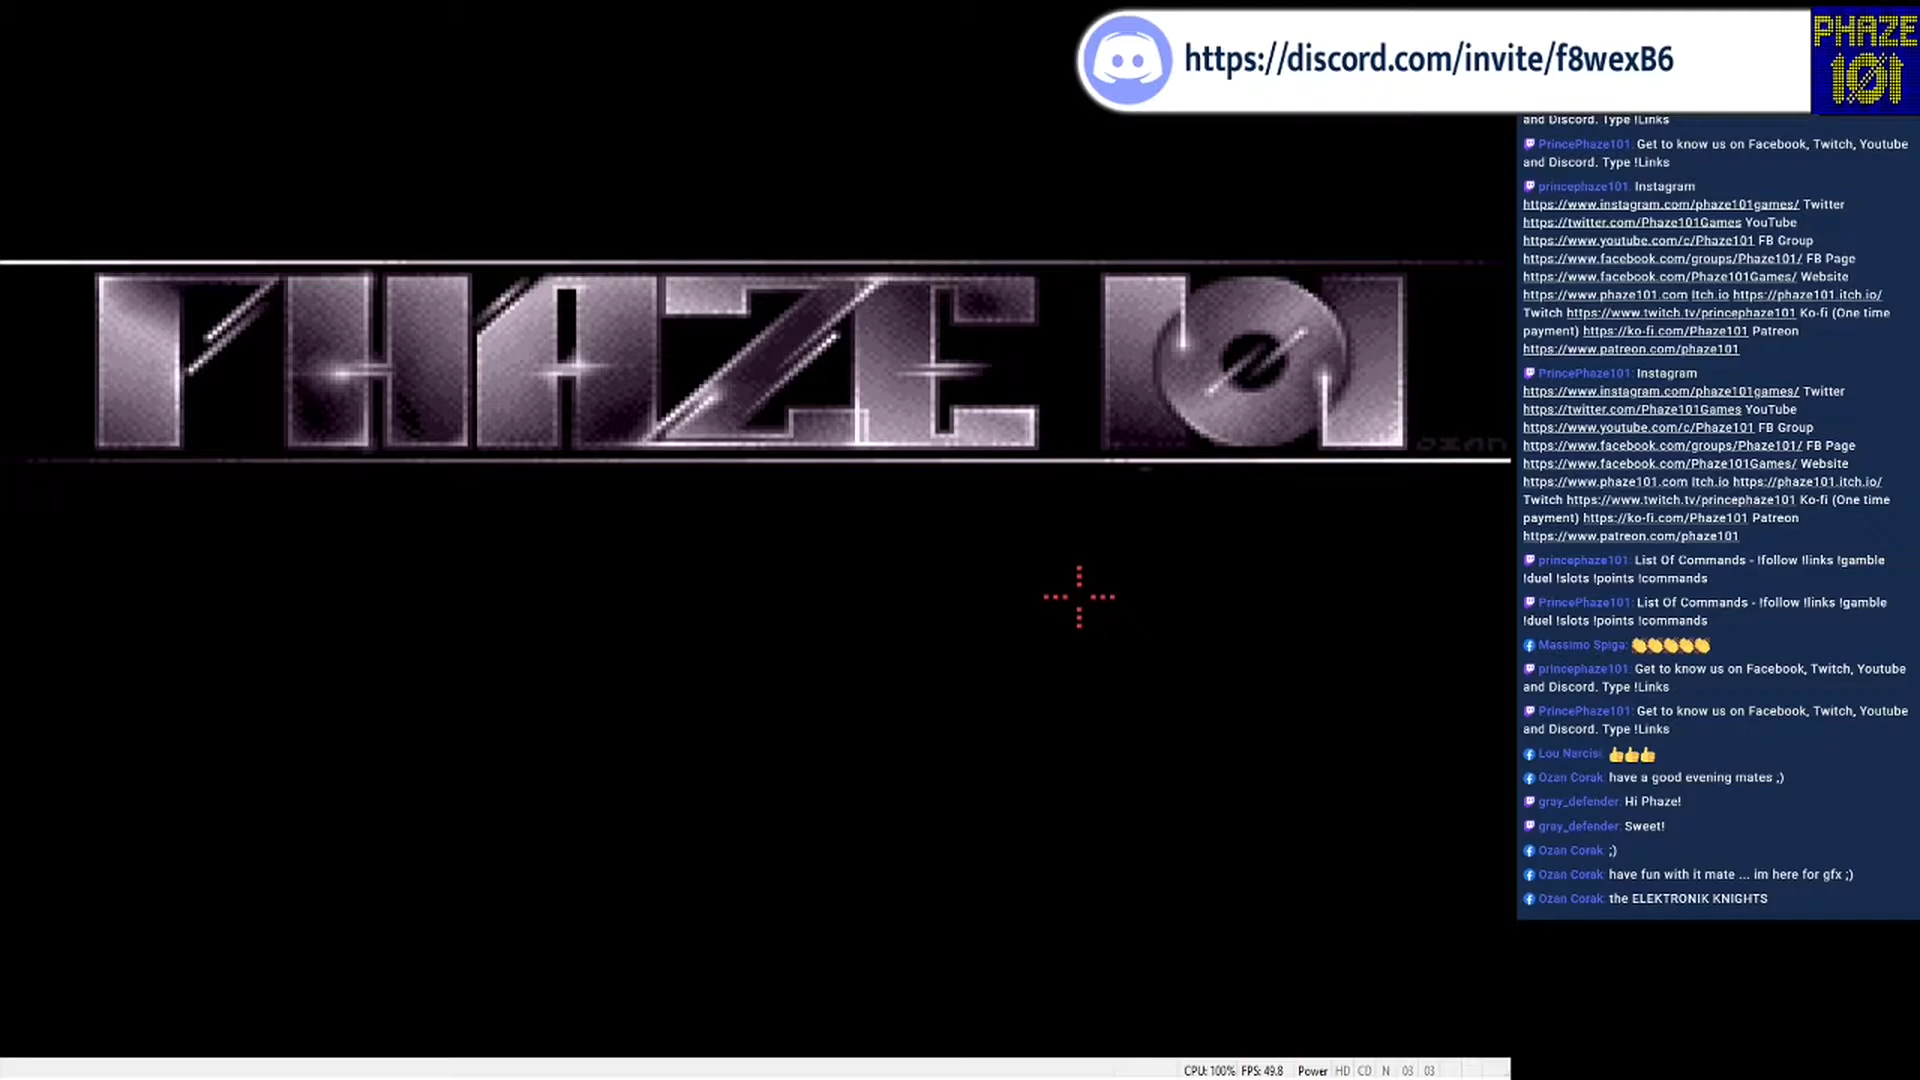 https://discord.com/invite/f8wexB6
PHAZE
101
and Discord. Type !Links
PrincePhaze101: Get to know us on Facebook, Twitch, Youtube
and Discord. Type !Links
princephaze101: Instagram
https://www.instagram.com/phaze101games/ Twitter
https://twitter.com/Phaze101Games YouTube
https://www.youtube.com/c/Phaze101 FB Group
https://www.facebook.com/groups/Phaze101/ FB Page
https://www.facebook.com/Phaze101Games/ Website
https://www.phaze101.com Itch.io https://phaze101.itch.io/
Twitch https://www.twitch.tv/princephaze101 Ko-fi (One time
payment) https://ko-fi.com/Phaze101 Patreon
https://www.patreon.com/phaze101
PrincePhaze101: Instagram
https://www.instagram.com/phaze101games/ Twitter
https://twitter.com/Phaze101Games YouTube
https://www.youtube.com/c/Phaze101 FB Group
https://www.facebook.com/groups/Phaze101/ FB Page
https://www.facebook.com/Phaze101Games/ Website
https://www.phaze101.com Itch.io https://phaze101.itch.io/
Twitch https://www.twitch.tv/princephaze101 Ko-fi (One time
payment) https://ko-fi.com/Phaze101 Patreon
https://www.patreon.com/phaze101
princephaze101: List Of Commands - !follow !links !gamble
!duel !slots !points !commands
PrincePhaze101: List Of Commands - !follow !links !gamble
!duel !slots !points !commands
Massimo Spiga: 👏👏👏👏👏
princephaze101: Get to know us on Facebook, Twitch, Youtube
and Discord. Type !Links
PrincePhaze101: Get to know us on Facebook, Twitch, Youtube
and Discord. Type !Links
Lou Narcisi: 👍👍👍
Ozan Corak: have a good evening mates ;)
gray_defender: Hi Phaze!
gray_defender: Sweet!
Ozan Corak: ;)
Ozan Corak: have fun with it mate ... im here for gfx ;)
Ozan Corak: the ELEKTRONIK KNIGHTS
PHAZE 101
ozan
CPU: 100% FPS: 49.8 Power HD CD N 03 03